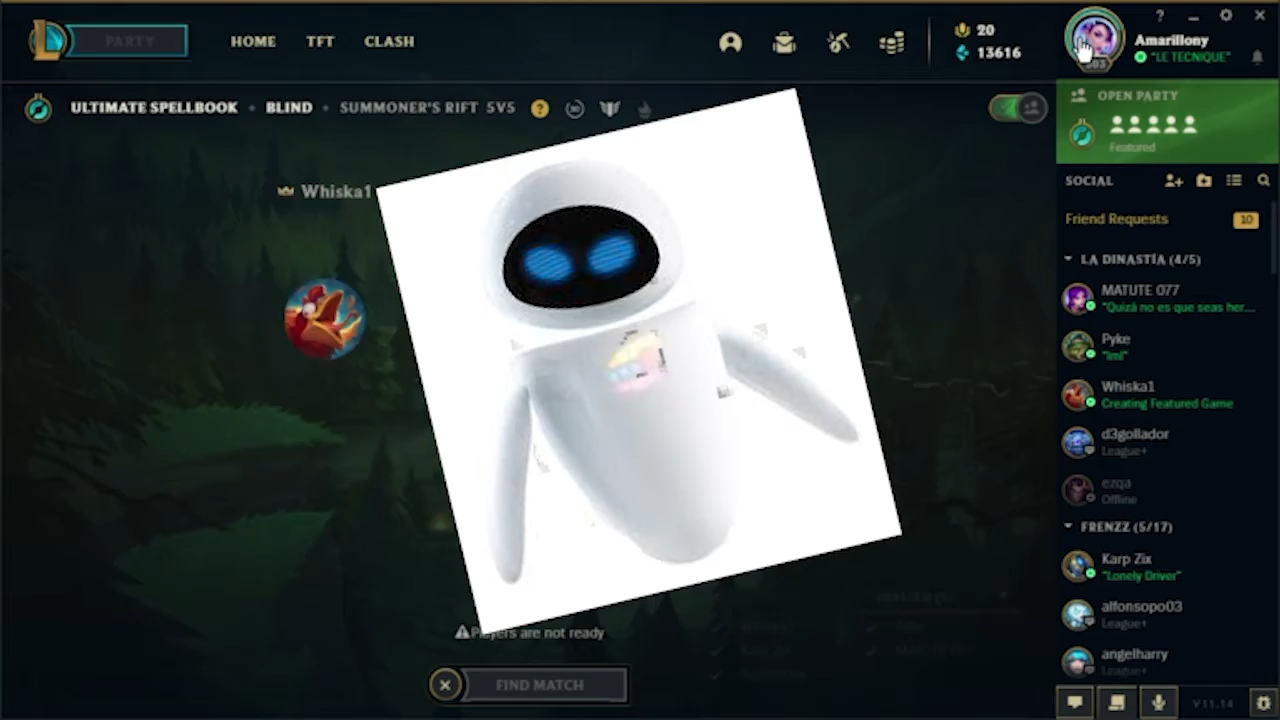 PARTY
HOME TFT CLASH
20
13616
?
Amarillony
"LE TECNIQUE"
303
ULTIMATE SPELLBOOK • BLIND • SUMMONER'S RIFT 5V5 ?
OPEN PARTY
Featured
Whiska1
SOCIAL
Friend Requests 10
LA DINASTÍA (4/5)
MATUTE 077
"Quizá no es que seas her....
Pyke
Whiska1
Creating Featured Game
d3gollador
League+
ezqa
Offline
FRENZZ (5/17)
Karp Zix
"Lonely Driver"
alfonsopo03
League+
angelharry
League+
Players are not ready
FIND MATCH
V11.14